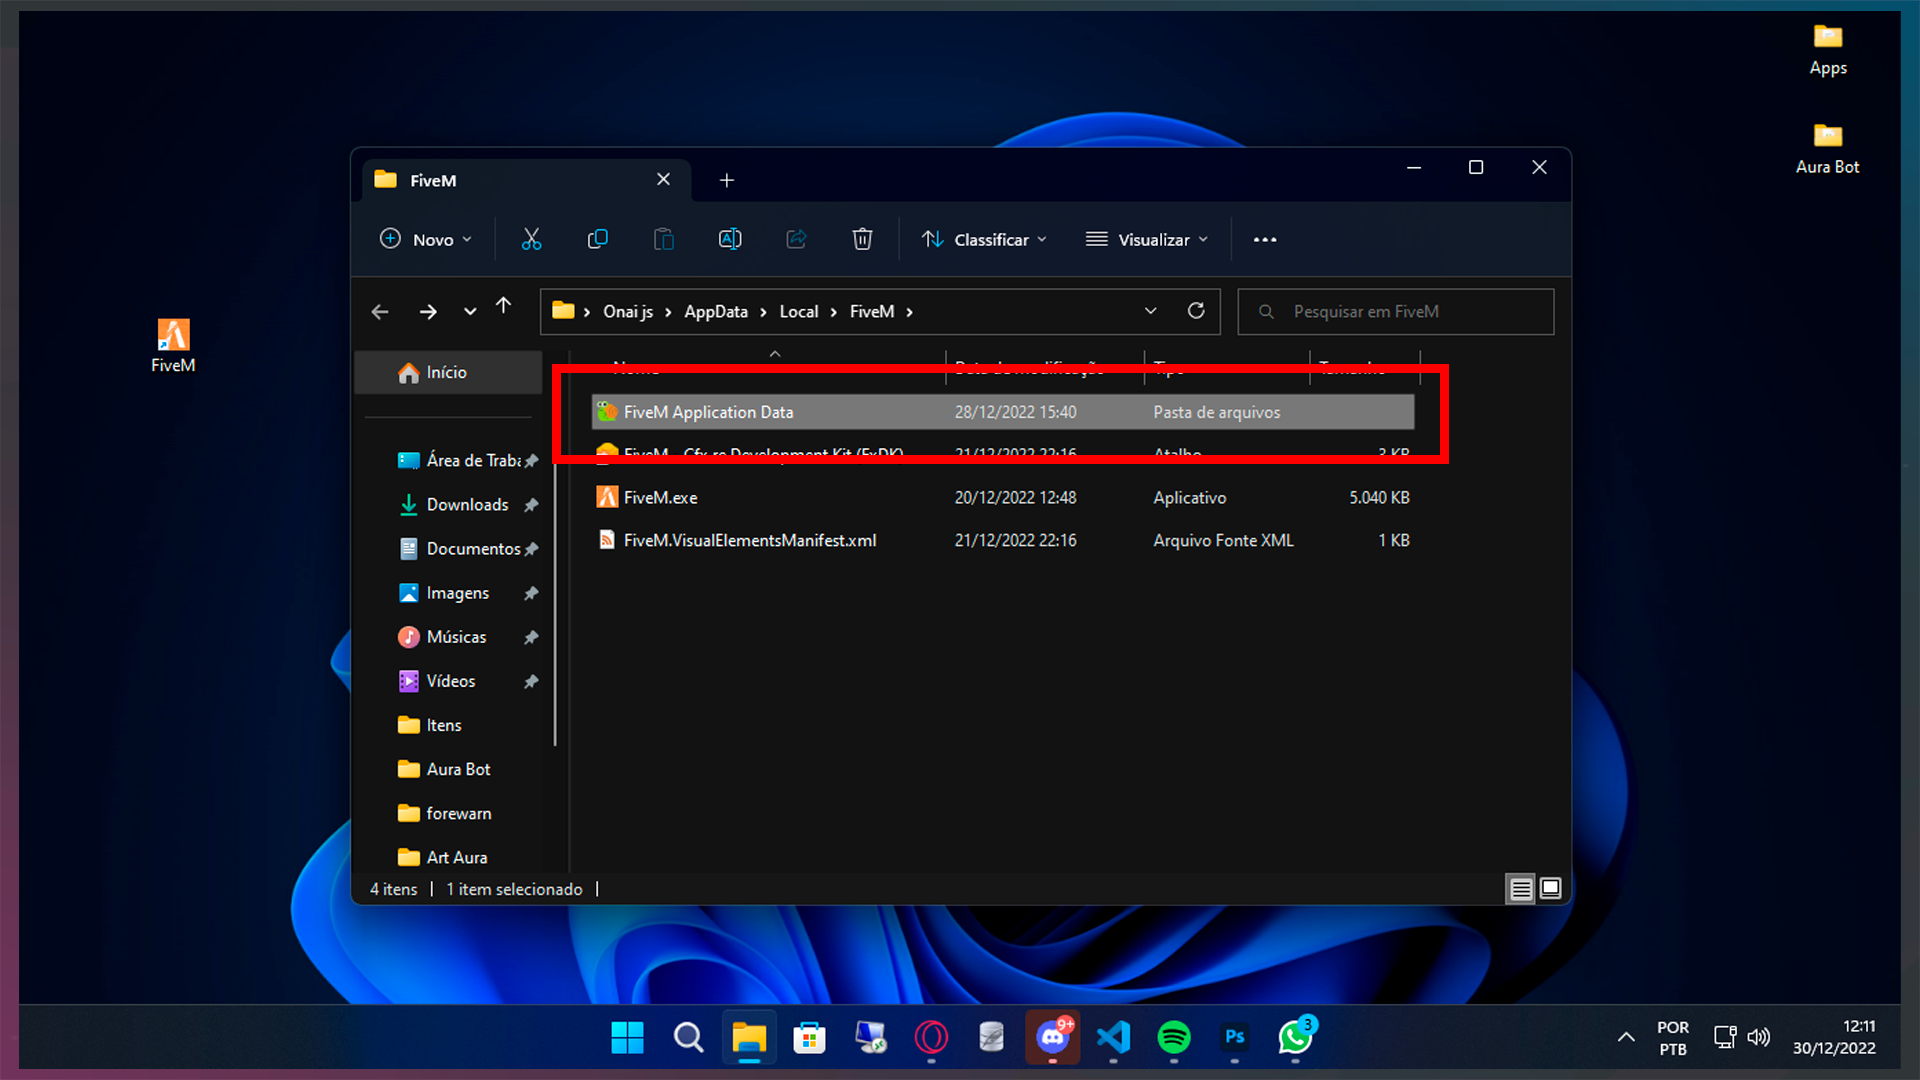 Apps
Aura Bot
FiveM
FiveM
Novo
Classificar
Visualizar
Onai js
AppData
Local
FiveM
Pesquisar em FiveM
Início
Área de Traba
Downloads
Documentos
Imagens
Músicas
Vídeos
Itens
Aura Bot
forewarn
Art Aura
Nome Data de modificação Tipo Tamanho
FiveM Application Data 28/12/2022 15:40 Pasta de arquivos
FiveM - Cfx.re Development Kit (FxDK) 21/12/2022 22:16 Atalho 3 KB
FiveM.exe 20/12/2022 12:48 Aplicativo 5.040 KB
FiveM.VisualElementsManifest.xml 21/12/2022 22:16 Arquivo Fonte XML 1 KB
4 itens 1 item selecionado
9+
Ps
3
POR
PTB
12:11
30/12/2022